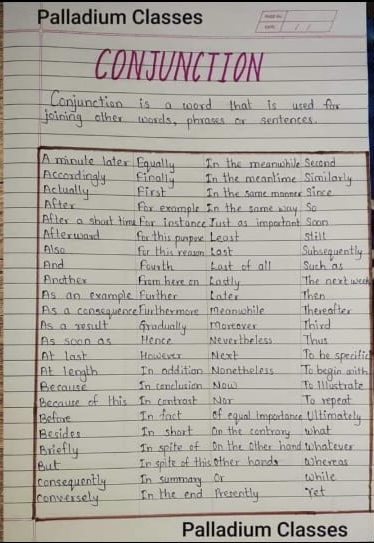 Palladium Classes
PAGE No.
DATE / /
CONJUNCTION
Conjunction is a word that is used for
joining other words, phrases or sentences.
A minute later Equally In the meanwhile Second
Accordingly Finally In the meantime Similarly
Actually First In the same manner Since
After For example In the same way So
After a short time For instance Just as important Soon
Afterward For this purpose Least Still
Also For this reason Last Subsequently
And Fourth Last of all Such as
Another From here on Lastly The next week
As an example Further Later Then
As a consequence Furthermore Meanwhile Thereafter
As a result Gradually Moreover Third
As soon as Hence Nevertheless Thus
At last However Next To be specific
At length In addition Nonetheless To begin with
Because In conclusion Now To illustrate
Because of this In contrast Nor To repeat
Before In fact Of equal importance Ultimately
Besides In short On the contrary what
Briefly In spite of On the other hand whatever
But In spite of this Other hands whereas
Consequently In summary Or while
Conversely In the end Presently Yet
Palladium Classes